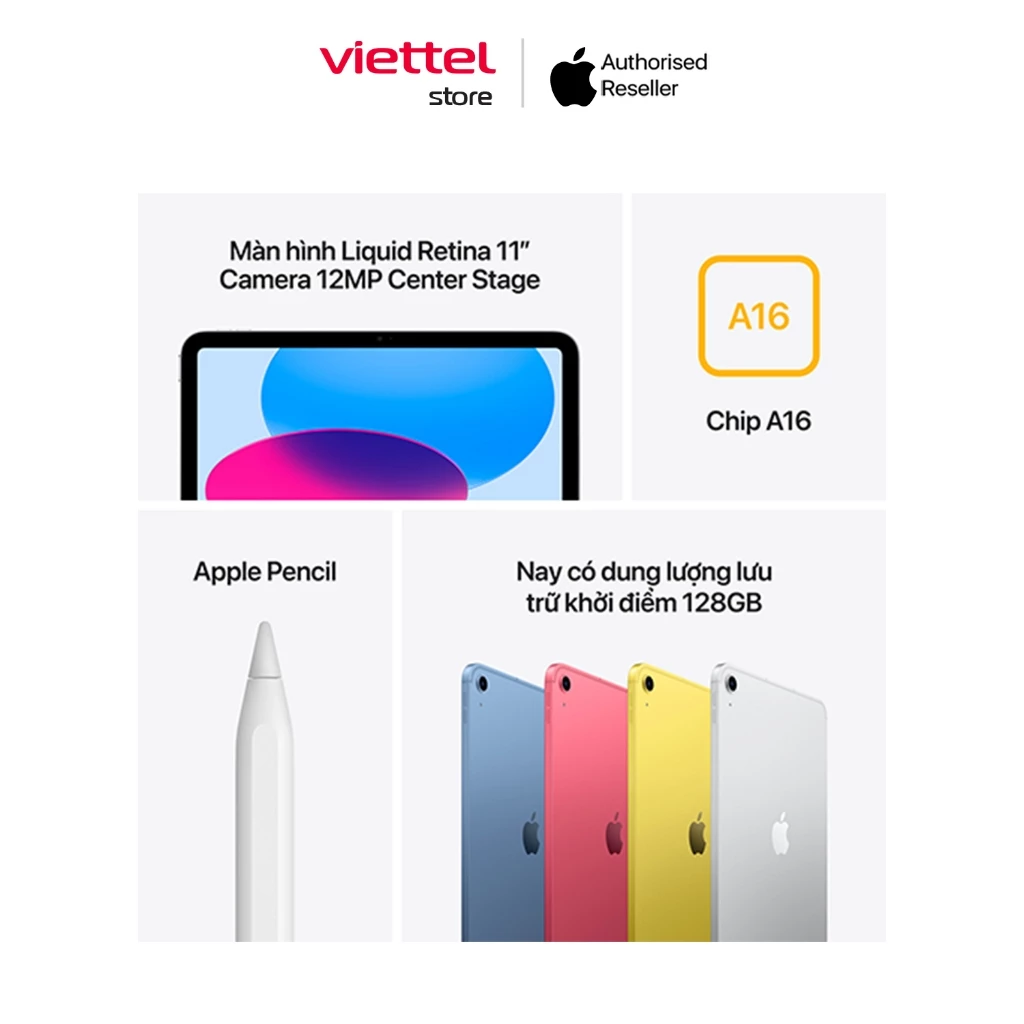 viettel
store
Authorised
Reseller
Màn hình Liquid Retina 11"
Camera 12MP Center Stage
A16
Chip A16
Apple Pencil
Nay có dung lượng lưu
trữ khởi điểm 128GB